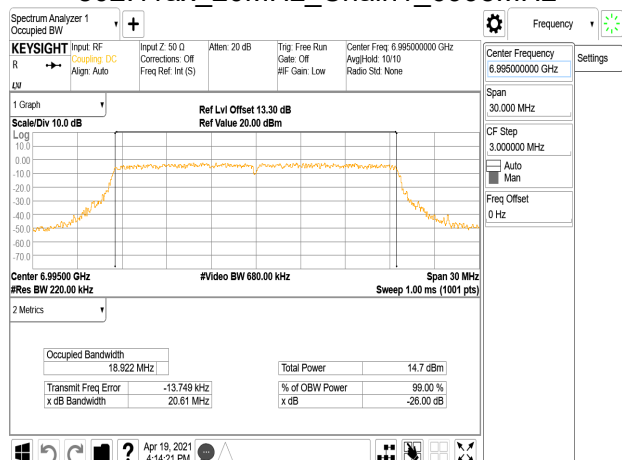 Spectrum Analyzer 1
Occupied BW
Frequency
KEYSIGHT
R
Input: RF
Coupling: DC
Align: Auto
Input Z: 50 Ω
Corrections: Off
Freq Ref: Int (S)
Atten: 20 dB
Trig: Free Run
Gate: Off
#IF Gain: Low
Center Freq: 6.995000000 GHz
Avg|Hold: 10/10
Radio Std: None
Center Frequency
6.995000000 GHz
Settings
Span
30.000 MHz
CF Step
3.000000 MHz
Auto
Man
Freq Offset
0 Hz
1 Graph
Scale/Div 10.0 dB
Ref Lvl Offset 13.30 dB
Ref Value 20.00 dBm
Log
10.0
0.00
-10.0
-20.0
-30.0
-40.0
-50.0
-60.0
-70.0
Center 6.99500 GHz
#Video BW 680.00 kHz
Span 30 MHz
#Res BW 220.00 kHz
Sweep 1.00 ms (1001 pts)
2 Metrics
Occupied Bandwidth
18.922 MHz
Total Power 14.7 dBm
Transmit Freq Error -13.749 kHz
% of OBW Power 99.00 %
x dB Bandwidth 20.61 MHz
x dB -26.00 dB
Apr 19, 2021
4:14:21 PM